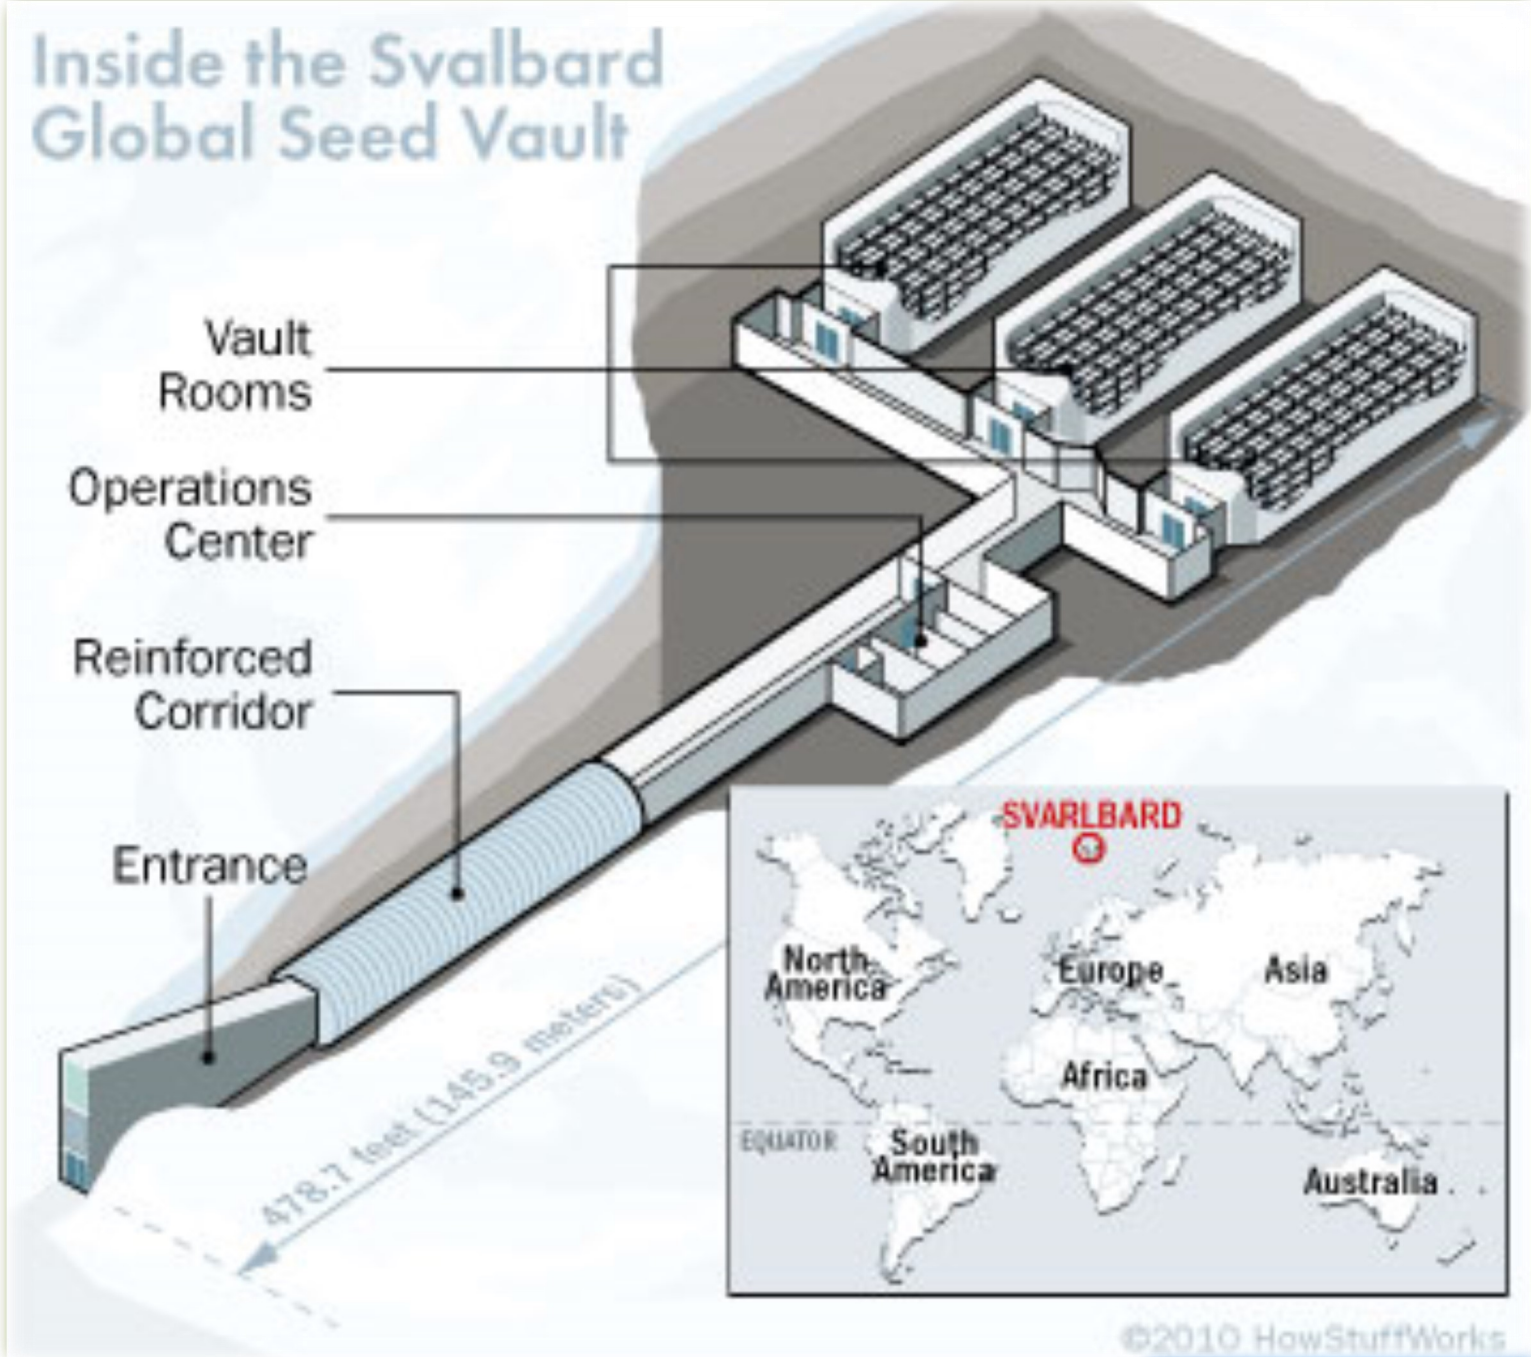 Inside the Svalbard
Global Seed Vault
Vault
Rooms
Operations
Center
Reinforced
Corridor
Entrance
478.7 feet (145.9 meters)
SVARLBARD
North
America
Europe
Asia
Africa
EQUATOR
South
America
Australia
©2010 HowStuffWorks